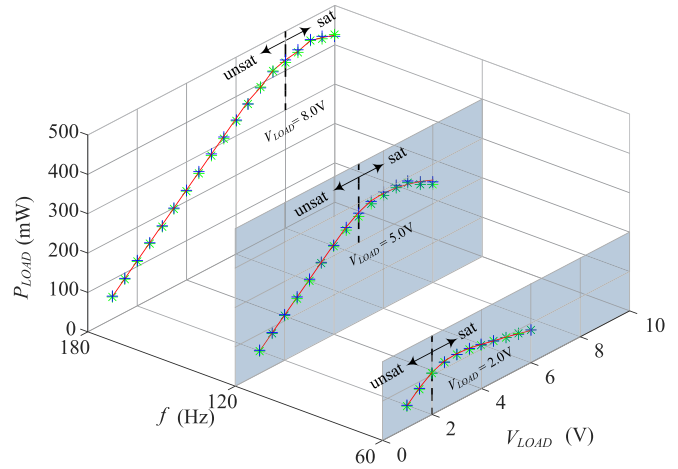 sat
unsat
V_LOAD= 8.0V
sat
unsat
V_LOAD= 5.0V
sat
unsat
V_LOAD= 2.0V
500
400
300
200
100
0
P_LOAD (mW)
180
120
60
f (Hz)
0
2
4
6
8
10
V_LOAD (V)